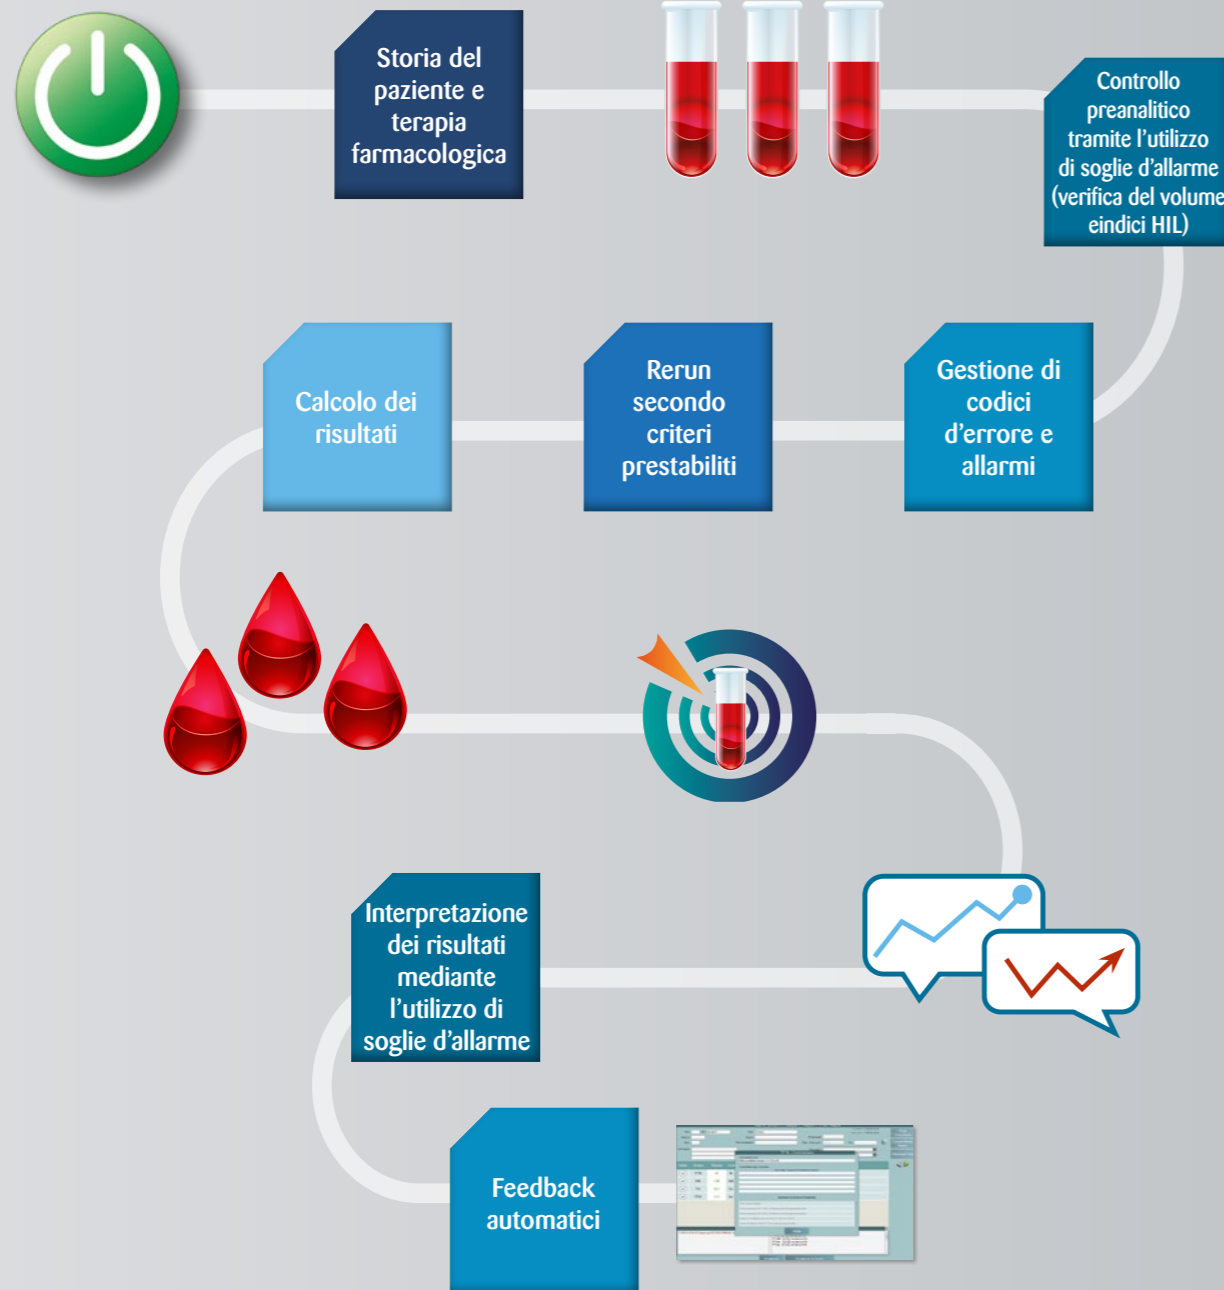 Storia del
paziente e
terapia
farmacologica
Controllo
preanalitico
tramite l'utilizzo
di soglie d'allarme
(verifica del volume
eindici HIL)
Calcolo dei
risultati
Rerun
secondo
criteri
prestabiliti
Gestione di
codici
d'errore e
allarmi
Interpretazione
dei risultati
mediante
l'utilizzo di
soglie d'allarme
Feedback
automatici